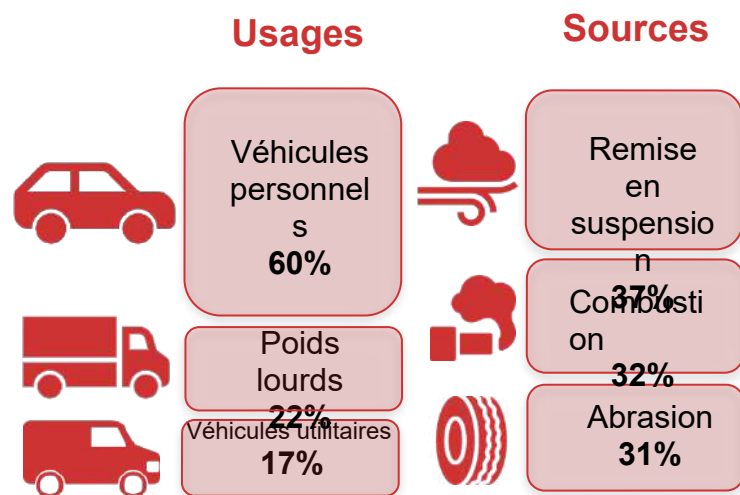 Usages
Sources
Véhicules
personnel
s
60%
Poids
lourds
22%
Véhicules utilitaires
17%
Remise
en
suspensio
n
37%
Combusti
on
32%
Abrasion
31%